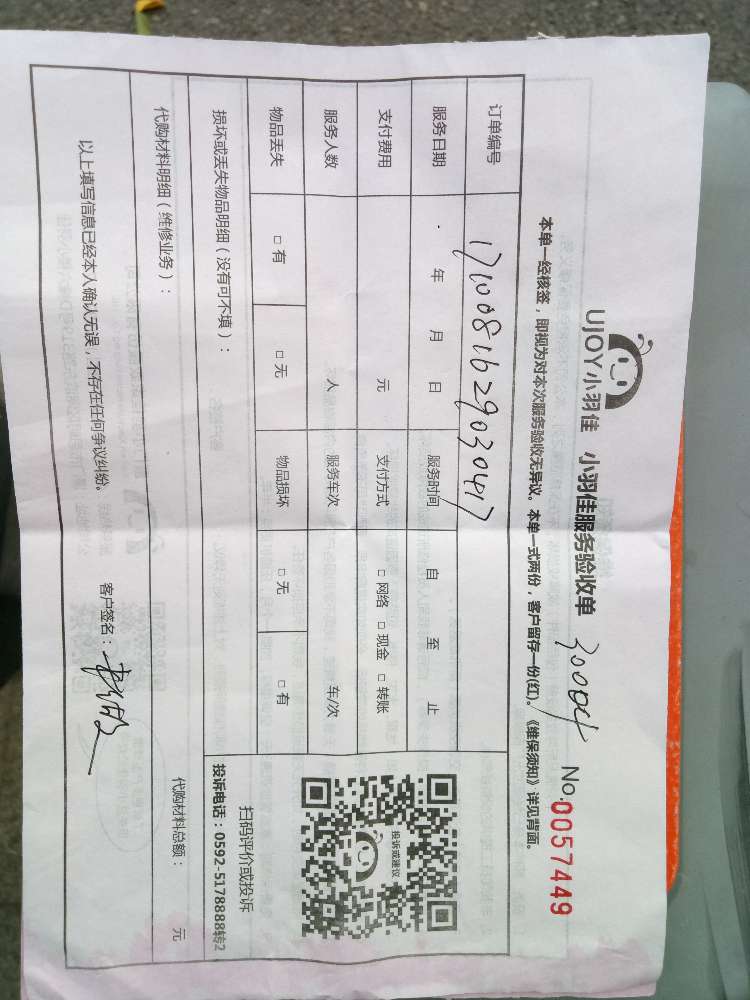 UJOY小羽佳 小羽佳服务验收单 30004 No.0057449
本单一经核签，即视为对本次服务验收无异议。本单一式两份，客户留存一份(红)。《维保须知》详见背面。
订单编号 1710081629030417
服务日期 年 月 日 服务时间 自 至 止
支付费用 元 支付方式 □ 网络 □ 现金 □ 转账
服务人数 人 服务车次 车/次
物品丢失 □ 有 □ 无 物品损坏 □ 无 □ 有
投诉或建议
扫码评价或投诉
投诉电话：0592-5178888转2
损坏或丢失物品明细（没有可不填）：
代购材料明细（维修业务）：
代购材料总额： 元
以上填写信息已经本人确认无误，不存在任何争议纠纷。 客户签名：